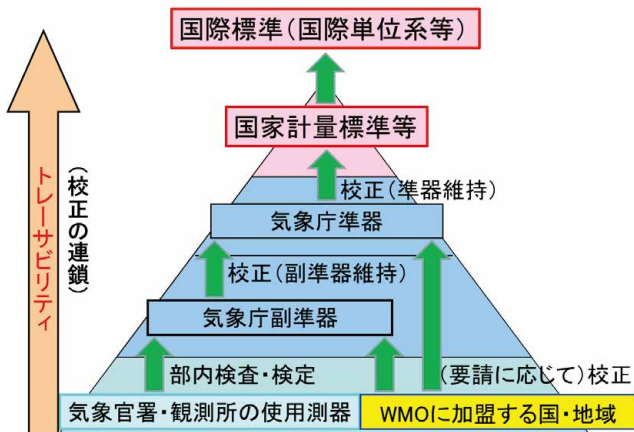 国際標準(国際単位系等)
国家計量標準等
校正(準器維持)
気象庁準器
校正(副準器維持)
気象庁副準器
部内検査・検定
(要請に応じて)校正
気象官署・観測所の使用測器
WMOに加盟する国・地域
トレーサビリティ
(校正の連鎖)